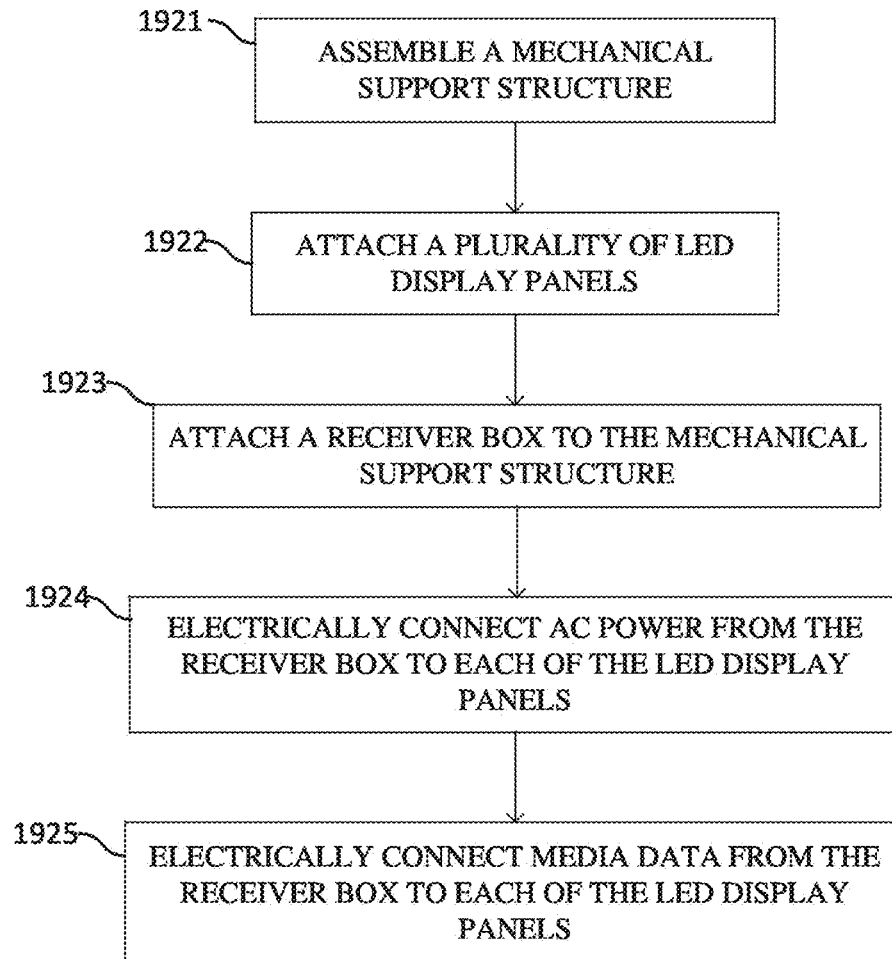 1921
ASSEMBLE A MECHANICAL
SUPPORT STRUCTURE
1922
ATTACH A PLURALITY OF LED
DISPLAY PANELS
1923
ATTACH A RECEIVER BOX TO THE MECHANICAL
SUPPORT STRUCTURE
1924
ELECTRICALLY CONNECT AC POWER FROM THE
RECEIVER BOX TO EACH OF THE LED DISPLAY
PANELS
1925
ELECTRICALLY CONNECT MEDIA DATA FROM THE
RECEIVER BOX TO EACH OF THE LED DISPLAY
PANELS